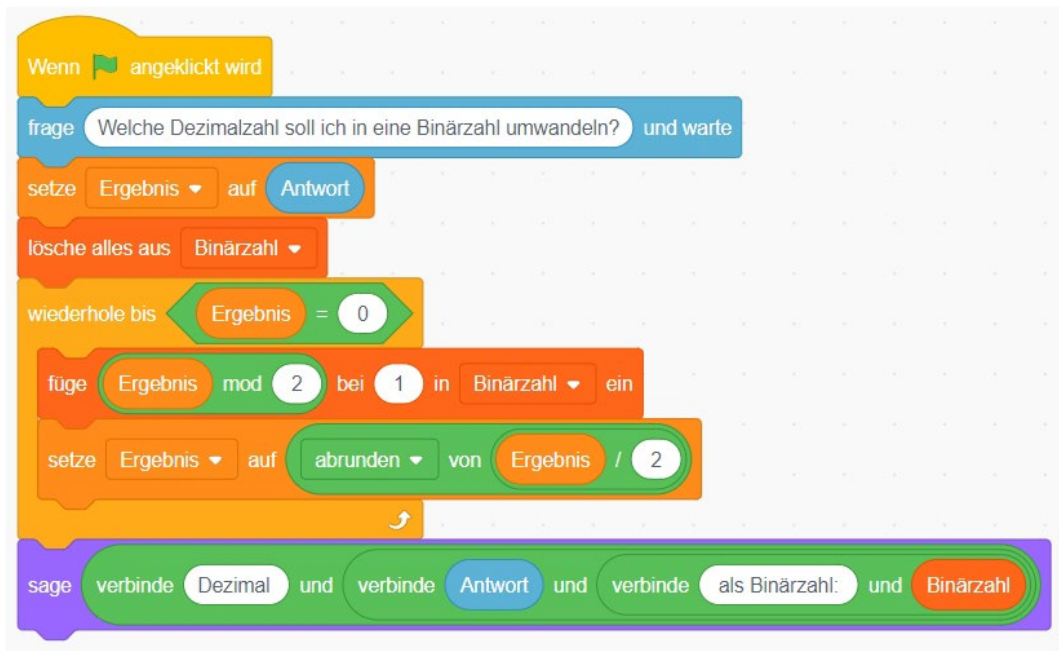 Wenn angeklickt wird
frage Welche Dezimalzahl soll ich in eine Binärzahl umwandeln? und warte
setze Ergebnis auf Antwort
lösche alles aus Binärzahl
wiederhole bis Ergebnis = 0
füge Ergebnis mod 2 bei 1 in Binärzahl ein
setze Ergebnis auf abrunden von Ergebnis / 2
sage verbinde Dezimal und verbinde Antwort und verbinde als Binärzahl: und Binärzahl